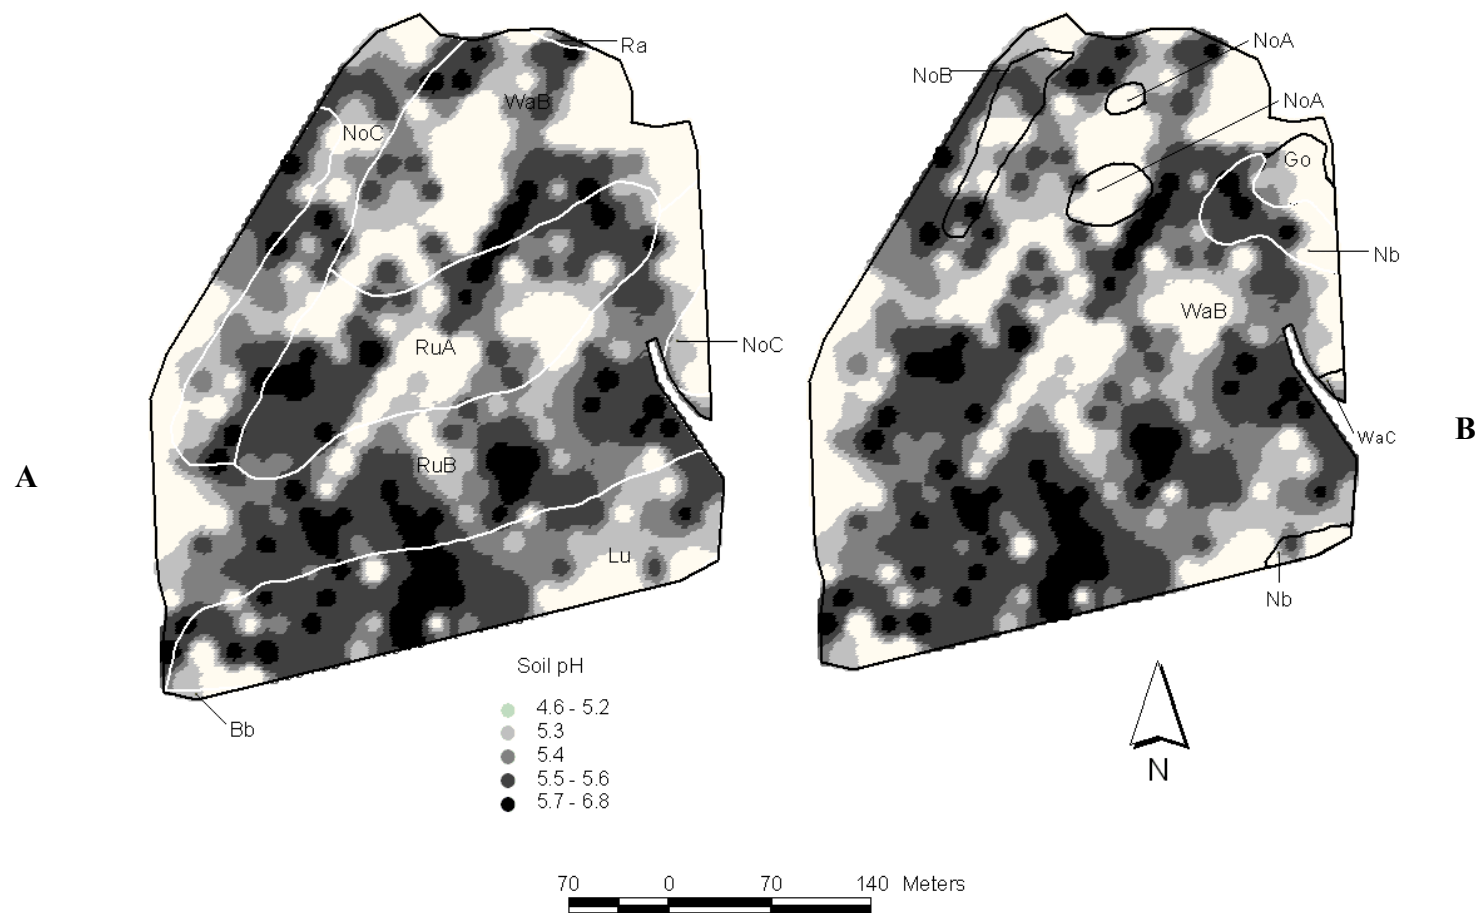 Ra
WaB
NoC
RuA
NoC
RuB
Lu
Bb
A
NoA
NoB
NoA
Go
Nb
WaB
WaC
Nb
B
Soil pH
4.6 - 5.2
5.3
5.4
5.5 - 5.6
5.7 - 6.8
N
70 0 70 140 Meters